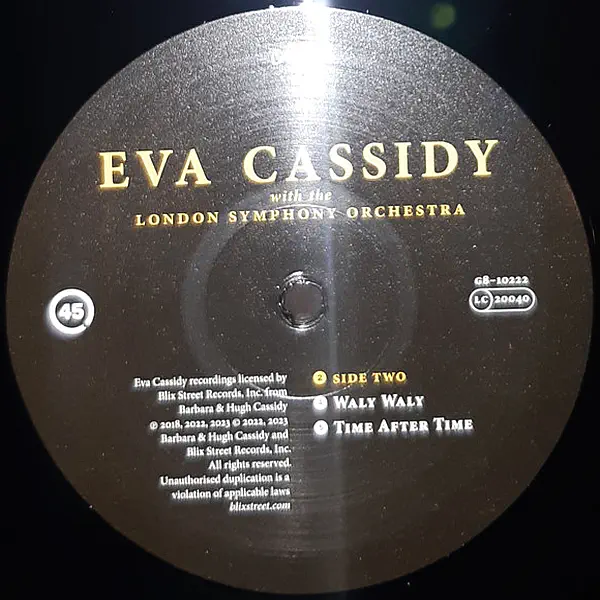 EVA CASSIDY
with the
LONDON SYMPHONY ORCHESTRA
45
G8-10222
LC 20040
Eva Cassidy recordings licensed by
Blix Street Records, Inc. from
Barbara & Hugh Cassidy
℗ 2018, 2022, 2023 © 2022, 2023
Barbara & Hugh Cassidy and
Blix Street Records, Inc.
All rights reserved.
Unauthorised duplication is a
violation of applicable laws
blixstreet.com
2 SIDE TWO
WALY WALY
TIME AFTER TIME